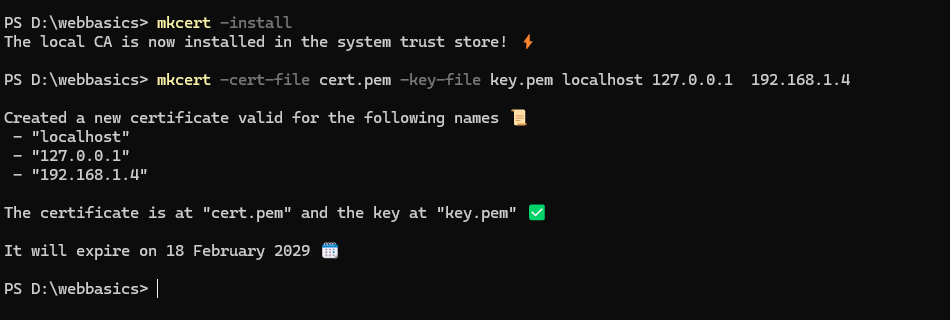 PS D:\webbasics> mkcert -install
The local CA is now installed in the system trust store! ⚡
PS D:\webbasics> mkcert -cert-file cert.pem -key-file key.pem localhost 127.0.0.1  192.168.1.4
Created a new certificate valid for the following names 📜
 - "localhost"
 - "127.0.0.1"
 - "192.168.1.4"
The certificate is at "cert.pem" and the key at "key.pem" ✅
It will expire on 18 February 2029 🗓
PS D:\webbasics>